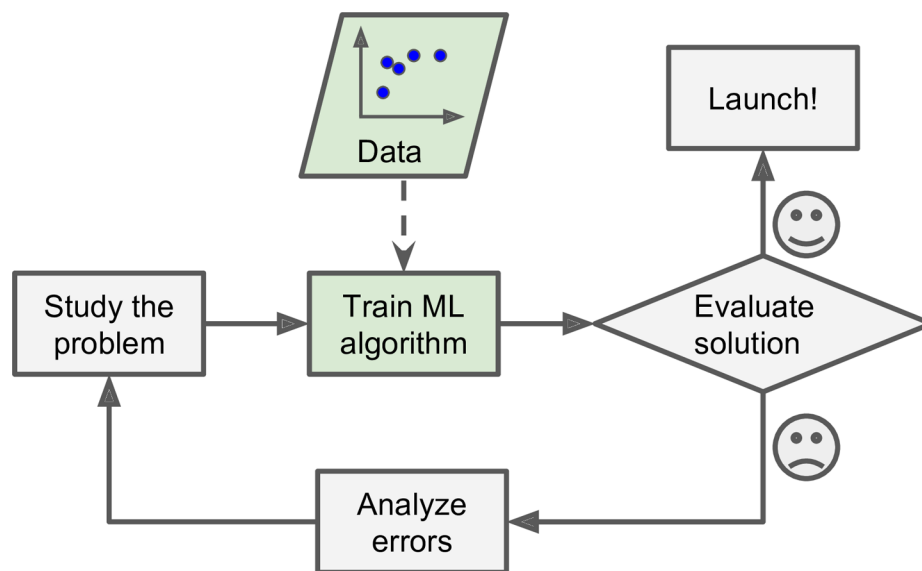 Data
Launch!
Study the
problem
Train ML
algorithm
Evaluate
solution
Analyze
errors